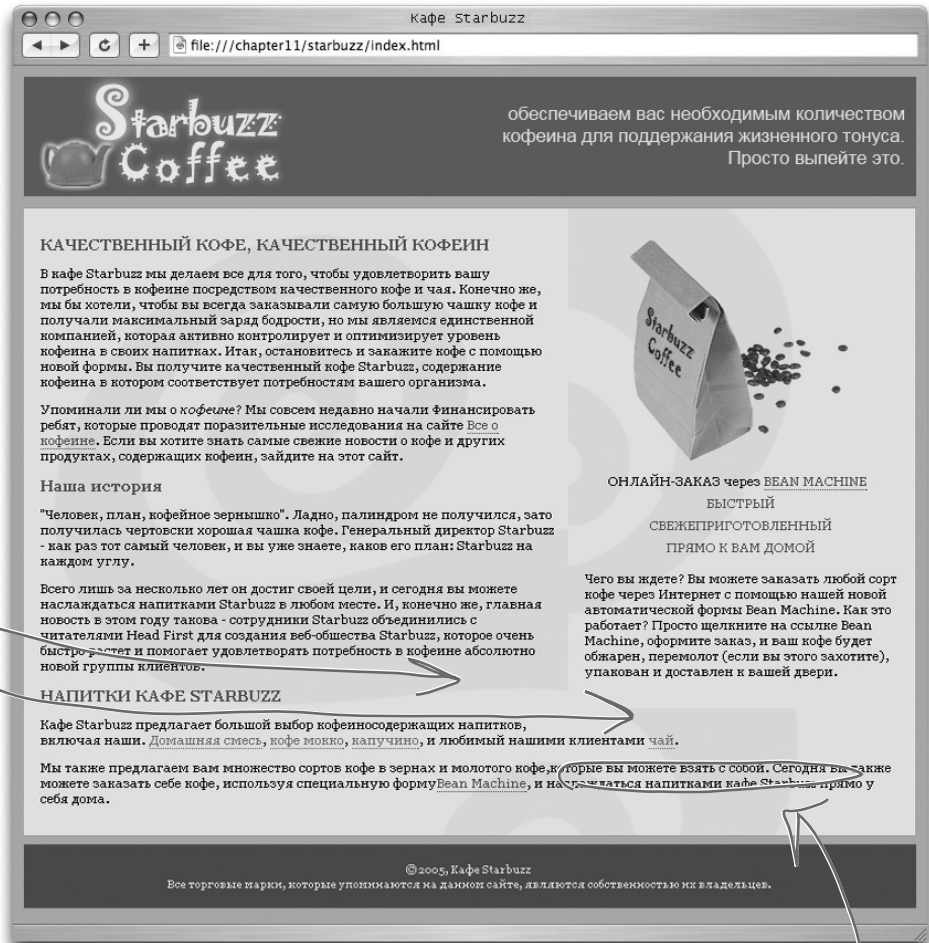 Кафе Starbuzz
file:///chapter11/starbuzz/index.html
Starbuzz
Coffee
обеспечиваем вас необходимым количеством
кофеина для поддержания жизненного тонуса.
Просто выпейте это.
КАЧЕСТВЕННЫЙ КОФЕ, КАЧЕСТВЕННЫЙ КОФЕИН
В кафе Starbuzz мы делаем все для того, чтобы удовлетворить вашу
потребность в кофеине посредством качественного кофе и чая. Конечно же,
мы бы хотели, чтобы вы всегда заказывали самую большую чашку кофе и
получали максимальный заряд бодрости, но мы являемся единственной
компанией, которая активно контролирует и оптимизирует уровень
кофеина в своих напитках. Итак, остановитесь и закажите кофе с помощью
новой формы. Вы получите качественный кофе Starbuzz, содержание
кофеина в котором соответствует потребностям вашего организма.
Упоминали ли мы о кофеине? Мы совсем недавно начали финансировать
ребят, которые проводят поразительные исследования на сайте Все о
кофеине. Если вы хотите знать самые свежие новости о кофе и других
продуктах, содержащих кофеин, зайдите на этот сайт.
Наша история
"Человек, план, кофейное зернышко". Ладно, палиндром не получился, зато
получилась чертовски хорошая чашка кофе. Генеральный директор Starbuzz
- как раз тот самый человек, и вы уже знаете, каков его план: Starbuzz на
каждом углу.
Всего лишь за несколько лет он достиг своей цели, и сегодня вы можете
наслаждаться напитками Starbuzz в любом месте. И, конечно же, главная
новость в этом году такова - сотрудники Starbuzz объединились с
читателями Head First для создания веб-общества Starbuzz, которое очень
быстро растет и помогает удовлетворять потребность в кофеине абсолютно
новой группы клиентов.
Starbuzz
Coffee
ОНЛАЙН-ЗАКАЗ через BEAN MACHINE
БЫСТРЫЙ
СВЕЖЕПРИГОТОВЛЕННЫЙ
ПРЯМО К ВАМ ДОМОЙ
Чего вы ждете? Вы можете заказать любой сорт
кофе через Интернет с помощью нашей новой
автоматической формы Bean Machine. Как это
работает? Просто щелкните на ссылке Bean
Machine, оформите заказ, и ваш кофе будет
обжарен, перемолот (если вы этого захотите),
упакован и доставлен к вашей двери.
НАПИТКИ КАФЕ STARBUZZ
Кафе Starbuzz предлагает большой выбор кофеиносодержащих напитков,
включая наши. Домашняя смесь, кофе мокко, капучино, и любимый нашими клиентами чай.
Мы также предлагаем вам множество сортов кофе в зернах и молотого кофе,которые вы можете взять с собой. Сегодня вы также
можете заказать себе кофе, используя специальную формуBean Machine, и наслаждаться напитками кафе Starbuzz прямо у
себя дома.
©2005, Кафе Starbuzz
Все торговые марки, которые упоминаются на данном сайте, являются собственностью их владельцев.